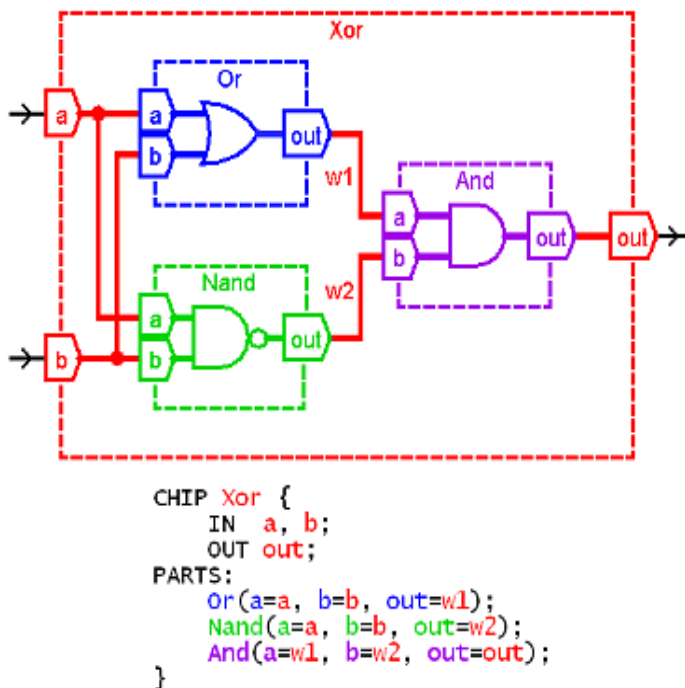 Xor
Or
a
a
out
b
w1
And
a
out
out
b
Nand
w2
a
out
b
b
CHIP Xor {
    IN  a, b;
    OUT out;
PARTS:
    Or(a=a, b=b, out=w1);
    Nand(a=a, b=b, out=w2);
    And(a=w1, b=w2, out=out);
}